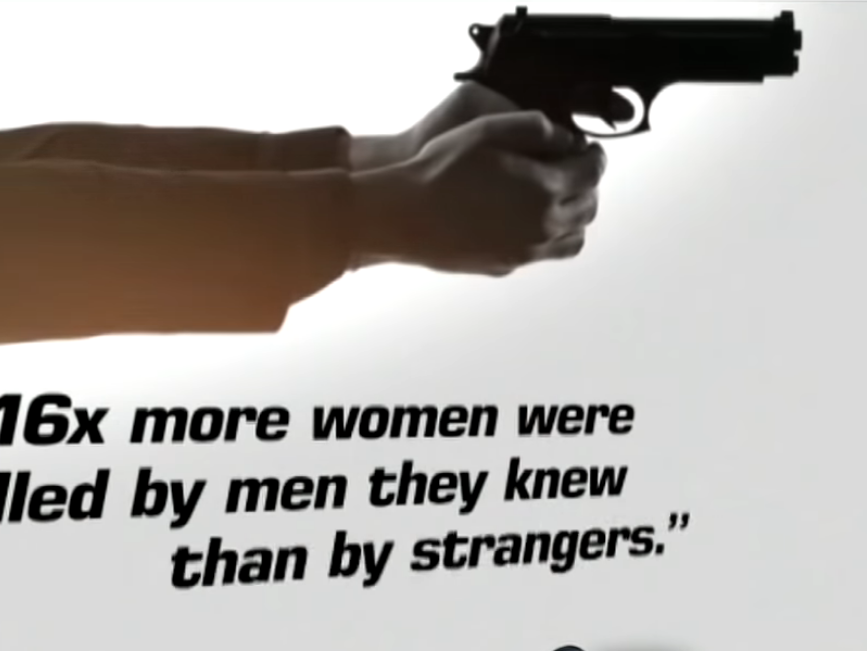 16x more women were
lled by men they knew
than by strangers.”